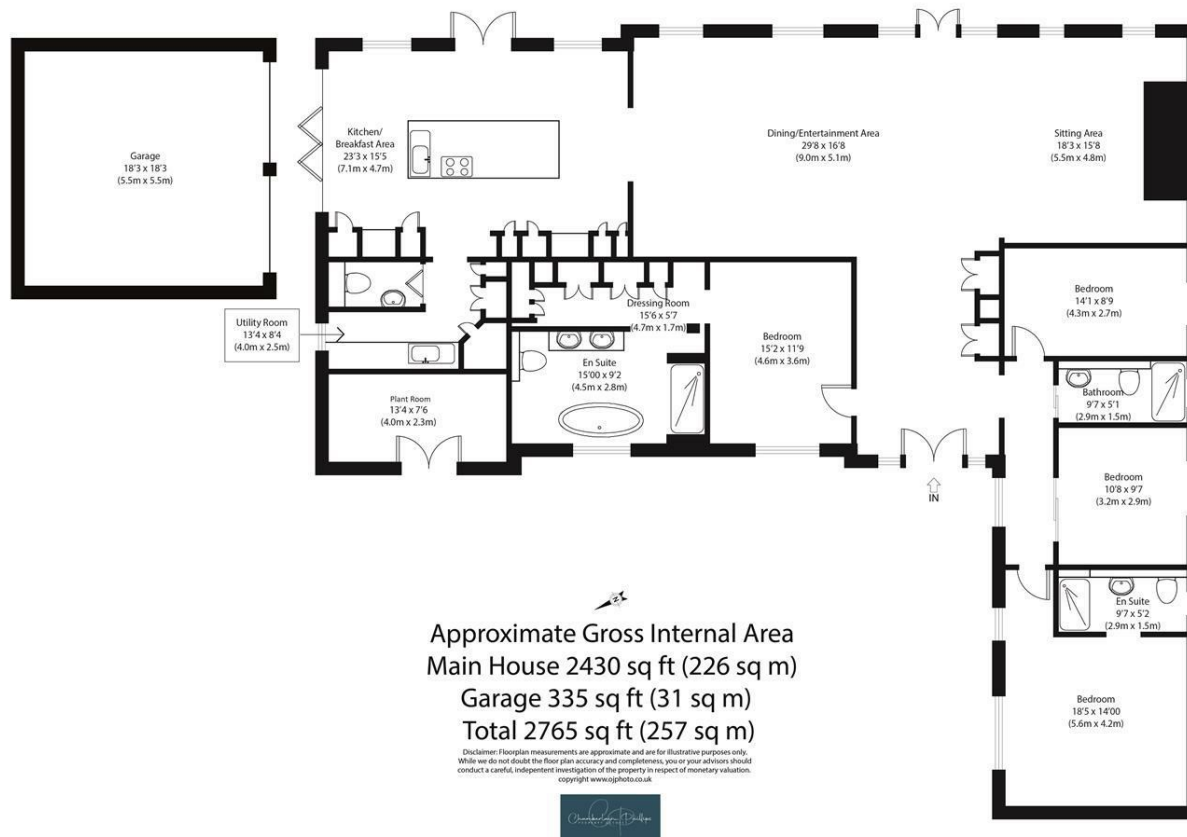 Garage
18'3 x 18'3
(5.5m x 5.5m)
Kitchen/
Breakfast Area
23'3 x 15'5
(7.1m x 4.7m)
Dining/Entertainment Area
29'8 x 16'8
(9.0m x 5.1m)
Sitting Area
18'3 x 15'8
(5.5m x 4.8m)
Utility Room
13'4 x 8'4
(4.0m x 2.5m)
Dressing Room
15'6 x 5'7
(4.7m x 1.7m)
Bedroom
14'1 x 8'9
(4.3m x 2.7m)
Bedroom
15'2 x 11'9
(4.6m x 3.6m)
En Suite
15'00 x 9'2
(4.5m x 2.8m)
Plant Room
13'4 x 7'6
(4.0m x 2.3m)
Bathroom
9'7 x 5'1
(2.9m x 1.5m)
Bedroom
10'8 x 9'7
(3.2m x 2.9m)
IN
En Suite
9'7 x 5'2
(2.9m x 1.5m)
Bedroom
18'5 x 14'00
(5.6m x 4.2m)
N
Approximate Gross Internal Area
Main House 2430 sq ft (226 sq m)
Garage 335 sq ft (31 sq m)
Total 2765 sq ft (257 sq m)
Disclaimer: Floorplan measurements are approximate and are for illustrative purposes only.
While we do not doubt the floor plan accuracy and completeness, you or your advisors should
conduct a careful, indepentent investigation of the property in respect of monetary valuation.
copyright www.ojphoto.co.uk
Chamberlain Phillips